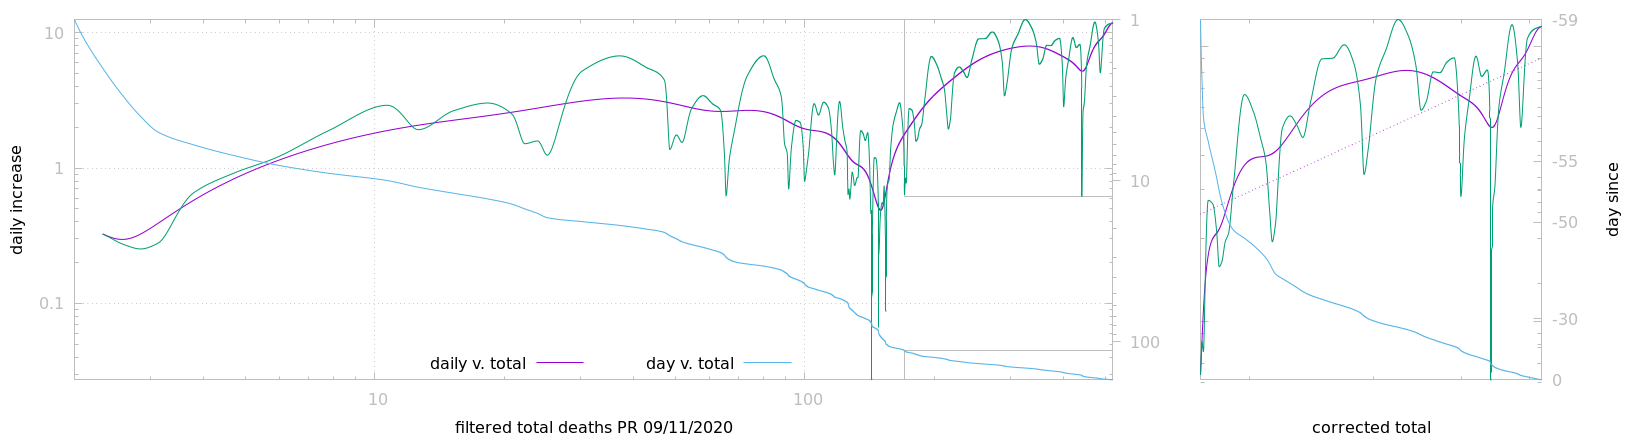 10
1
0.1
daily increase
10
100
filtered total deaths PR 09/11/2020
daily v. total
day v. total
1
10
100
-59
-55
-50
-30
0
day since
corrected total